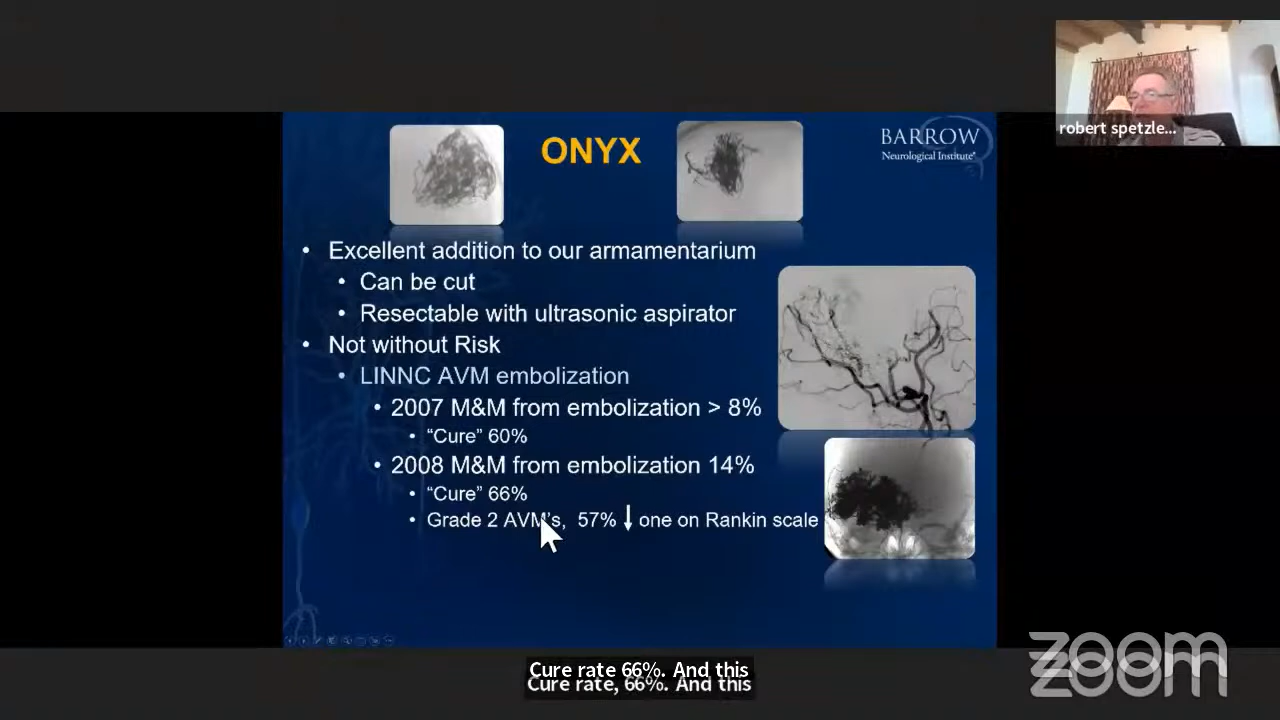 robert spetzle...
ONYX
BARROW
Neurological Institute®
• Excellent addition to our armamentarium
• Can be cut
• Resectable with ultrasonic aspirator
• Not without Risk
• LINNC AVM embolization
• 2007 M&M from embolization > 8%
• “Cure” 60%
• 2008 M&M from embolization 14%
• “Cure” 66%
• Grade 2 AVM’s, 57% ↓ one on Rankin scale
Cure rate 66%. And this
Cure rate, 66%. And this
zoom
zoom